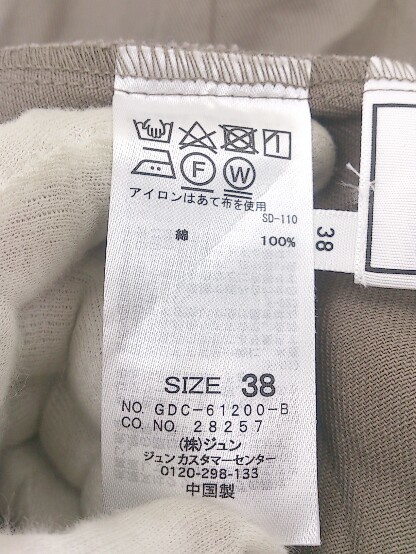 F W
アイロンはあて布を使用
SD-110
綿 100%
38
SIZE 38
NO. GDC-61200-B
CO. NO. 28257
(株)ジュン
ジュンカスタマーセンター
0120-298-133
中国製